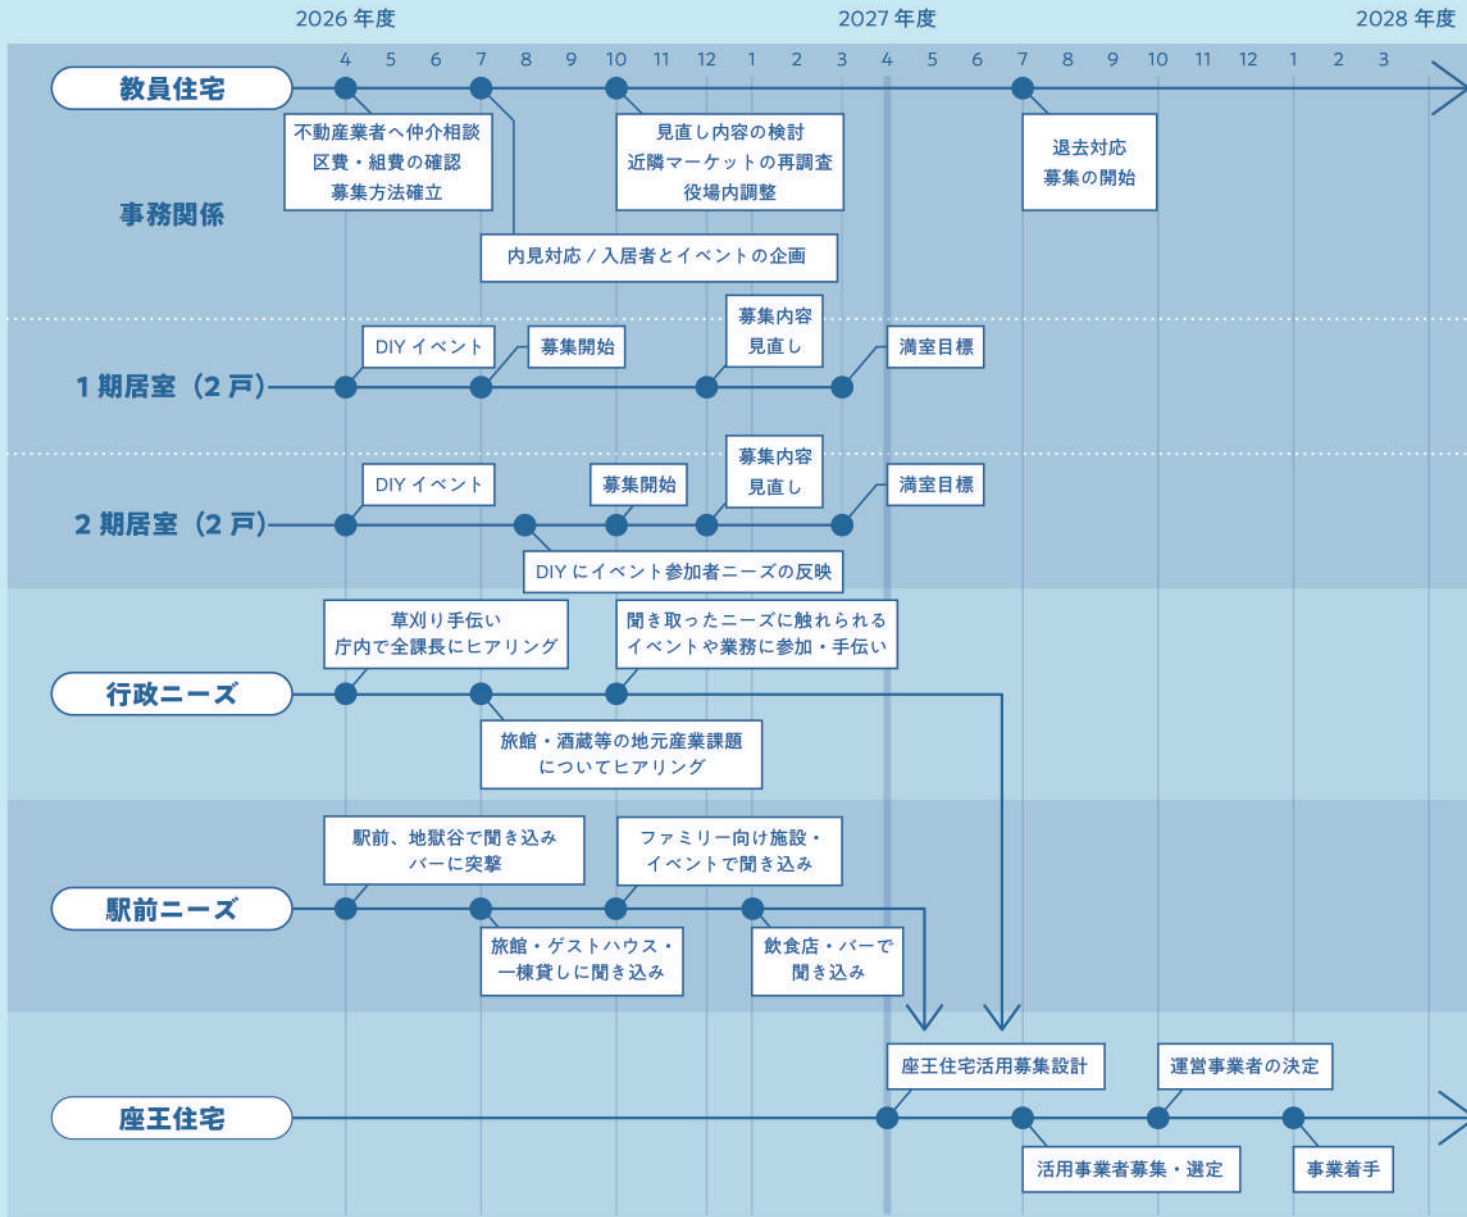 2026 年度
2027 年度
2028 年度
4 5 6 7 8 9 10 11 12 1 2 3 4 5 6 7 8 9 10 11 12 1 2 3
教員住宅
不動産業者へ仲介相談
区費・組費の確認
募集方法確立
見直し内容の検討
近隣マーケットの再調査
役場内調整
退去対応
募集の開始
事務関係
内見対応 / 入居者とイベントの企画
1 期居室（2 戸）
DIY イベント
募集開始
募集内容
見直し
満室目標
2 期居室（2 戸）
DIY イベント
募集開始
募集内容
見直し
満室目標
DIY にイベント参加者ニーズの反映
行政ニーズ
草刈り手伝い
庁内で全課長にヒアリング
聞き取ったニーズに触れられる
イベントや業務に参加・手伝い
旅館・酒蔵等の地元産業課題
についてヒアリング
駅前ニーズ
駅前、地獄谷で聞き込み
バーに突撃
ファミリー向け施設・
イベントで聞き込み
旅館・ゲストハウス・
一棟貸しに聞き込み
飲食店・バーで
聞き込み
座王住宅
座王住宅活用募集設計
運営事業者の決定
活用事業者募集・選定
事業着手